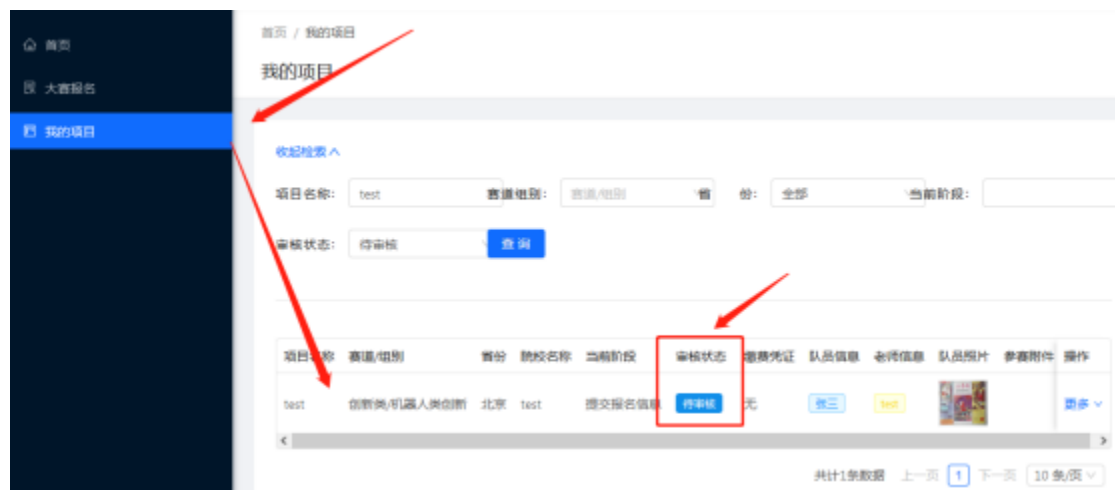 首页
大赛报名
我的项目
首页 / 我的项目
我的项目
收起检索
项目名称: test 赛道组别: 赛道/组别 省 份: 全部 当前阶段:
审核状态: 待审核 查 询
项目名称 赛道/组别 省份 院校名称 当前阶段 审核状态 缴费凭证 队员信息 老师信息 队员照片 参赛附件 操作
test 创新类/机器人类创新 北京 test 提交报名信息 待审核 无 张三 test 更多
共计1条数据 上一页 1 下一页 10 条/页